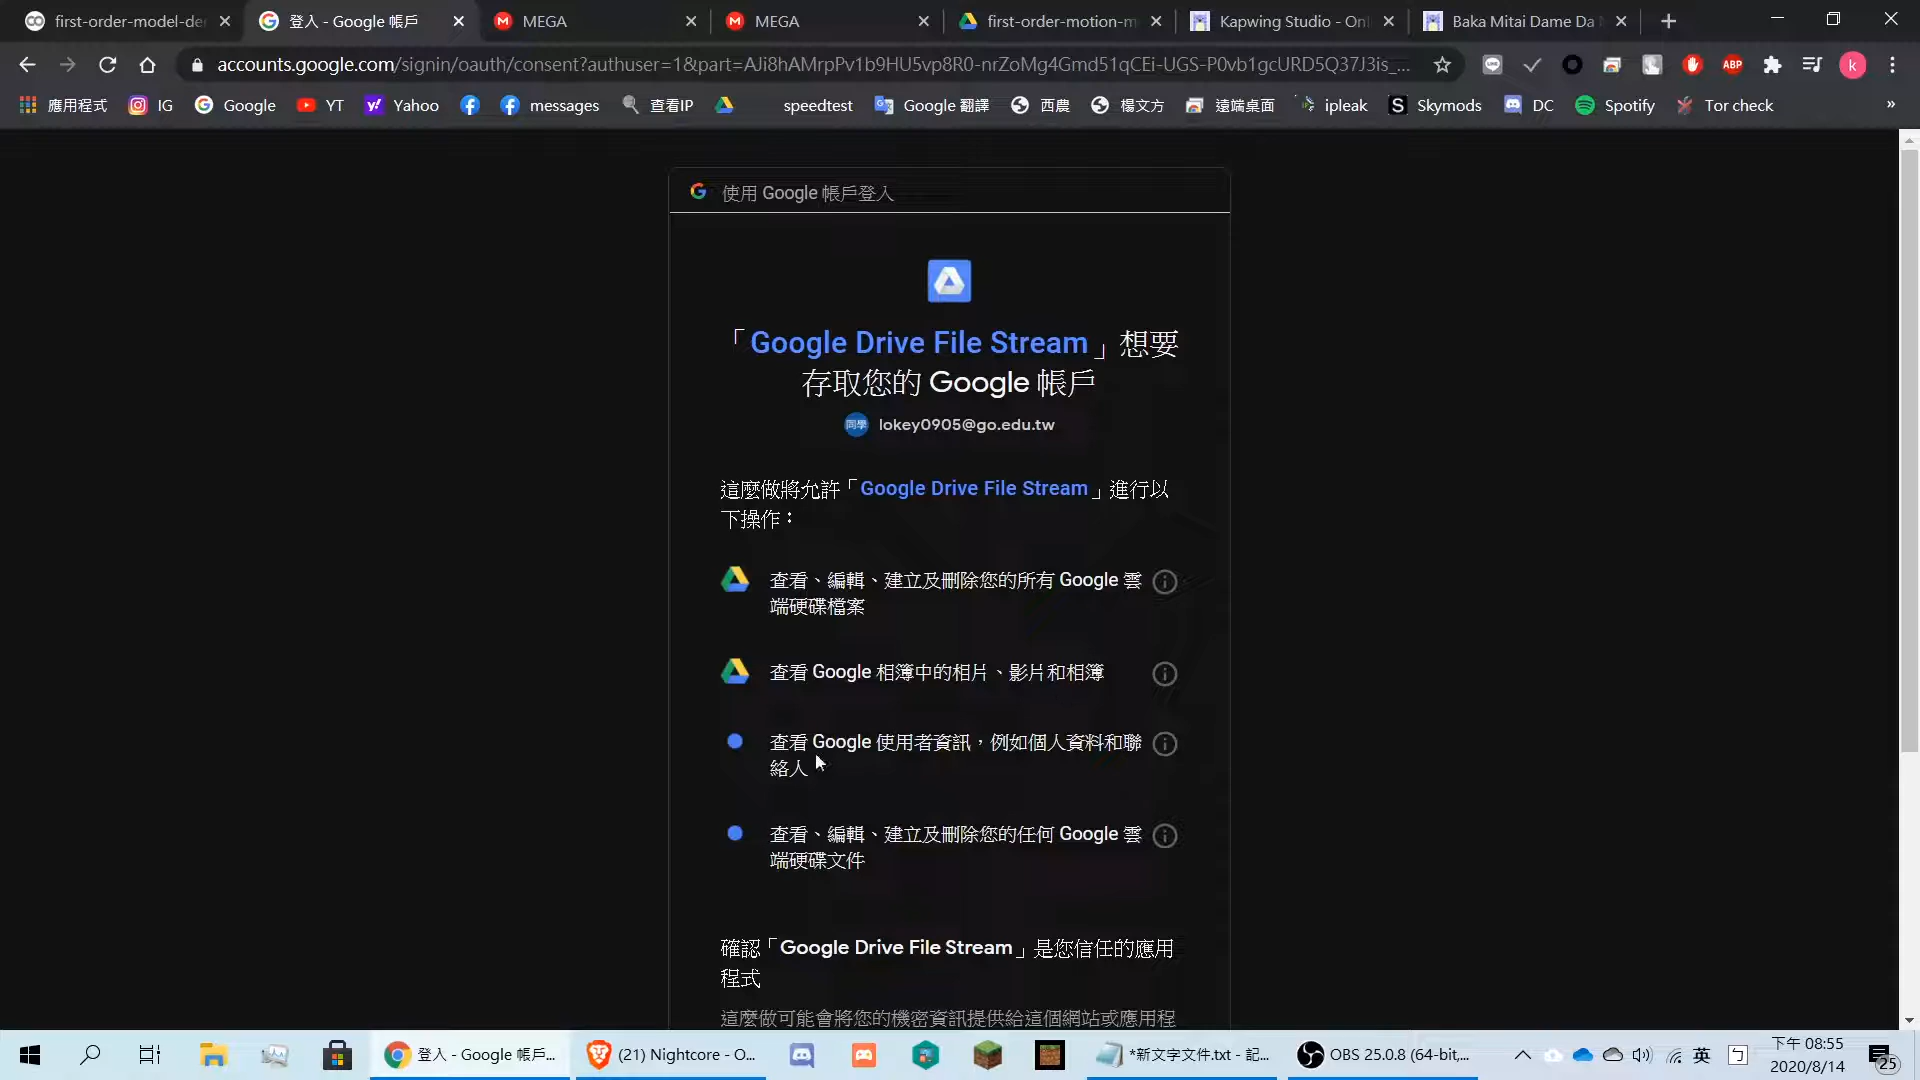 first-order-model-de
登入 - Google 帳戶
MEGA
MEGA
first-order-motion-m
Kapwing Studio - Onl
Baka Mitai Dame Da
accounts.google.com/signin/oauth/consent?authuser=1&part=AJi8hAMrpPv1b9HU5vp8R0-nrZoMg4Gmd51qCEi-UGS-P0vb1gcURD5Q37J3is_...
ABP
k
應用程式
IG
Google
YT
Yahoo
messages
查看IP
speedtest
Google 翻譯
西農
楊文方
遠端桌面
ipleak
S
Skymods
DC
Spotify
Tor check
»
使用 Google 帳戶登入
「Google Drive File Stream」想要
存取您的 Google 帳戶
同學 lokey0905@go.edu.tw
這麼做將允許「Google Drive File Stream」進行以
下操作：
查看、編輯、建立及刪除您的所有 Google 雲
端硬碟檔案
查看 Google 相簿中的相片、影片和相簿
查看 Google 使用者資訊，例如個人資料和聯
絡人
查看、編輯、建立及刪除您的任何 Google 雲
端硬碟文件
確認「Google Drive File Stream」是您信任的應用
程式
這麼做可能會將您的機密資訊提供給這個網站或應用程
登入 - Google 帳戶...
(21) Nightcore - O...
*新文字文件.txt - 記...
OBS 25.0.8 (64-bit,...
英
ㄅ
下午 08:55
2020/8/14
25